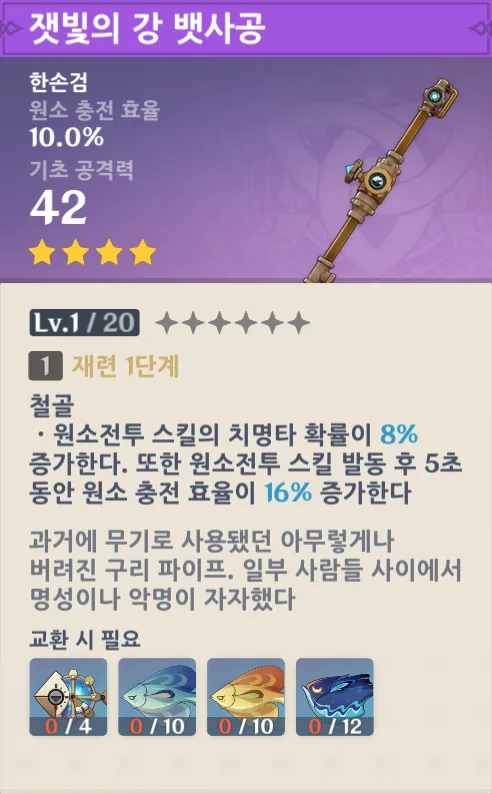 잿빛의 강 뱃사공
한손검
원소 충전 효율
10.0%
기초 공격력
42
Lv.1 / 20
1 재련 1단계
철골
·원소전투 스킬의 치명타 확률이 8%
증가한다. 또한 원소전투 스킬 발동 후 5초
동안 원소 충전 효율이 16% 증가한다
과거에 무기로 사용됐던 아무렇게나
버려진 구리 파이프. 일부 사람들 사이에서
명성이나 악명이 자자했다
교환 시 필요
0 / 4 0 / 10 0 / 10 0 / 12